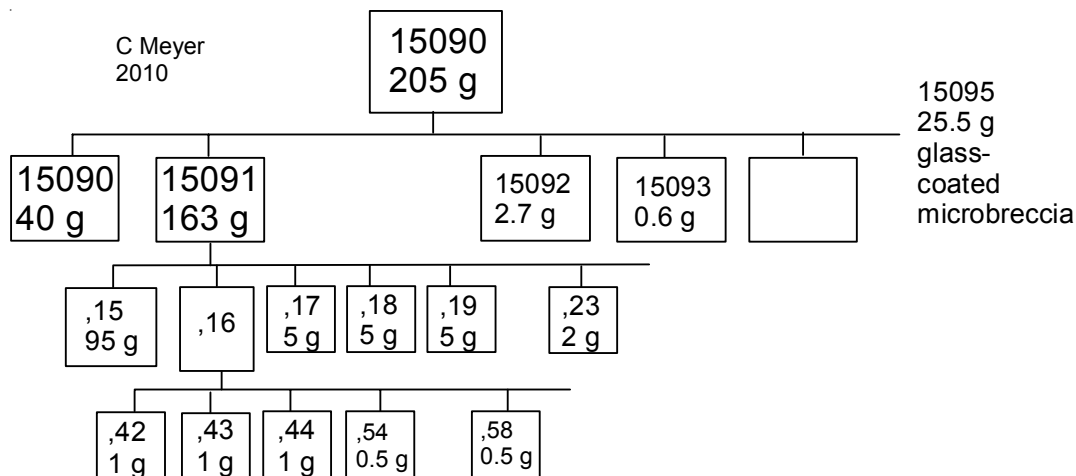 C Meyer
2010
15090
205 g
15095
25.5 g
glass-
coated
microbreccia
15090
40 g
15091
163 g
15092
2.7 g
15093
0.6 g
,15
95 g
,16
,17
5 g
,18
5 g
,19
5 g
,23
2 g
,42
1 g
,43
1 g
,44
1 g
,54
0.5 g
,58
0.5 g